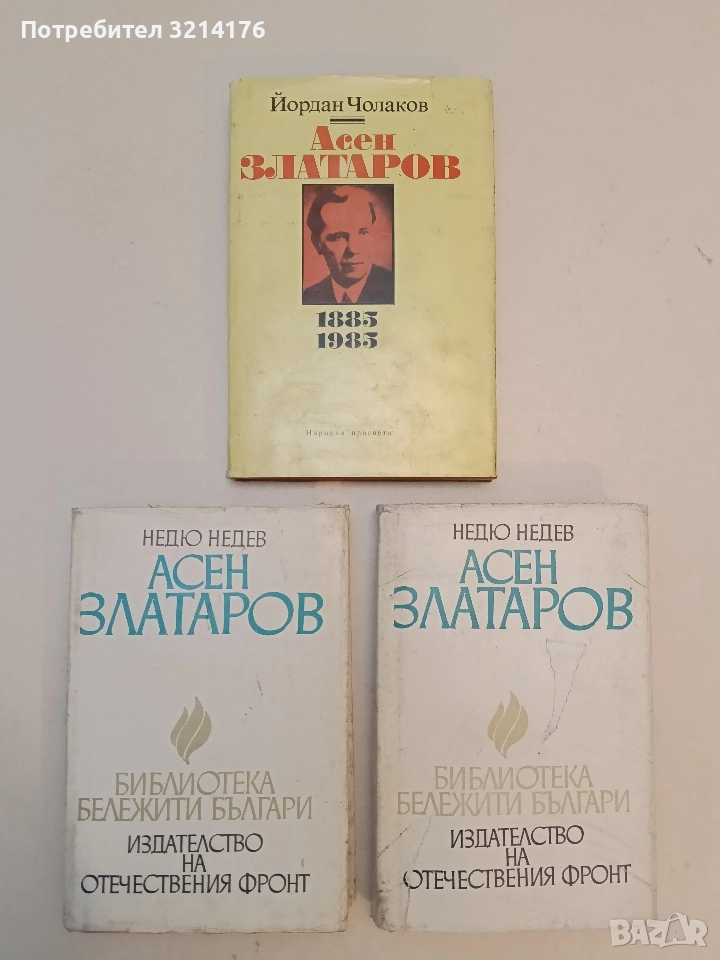 Потребител 3214176
Йордан Чолаков
Асен
ЗЛАТАРОВ
1885
1985
Народна просвета
НЕДЮ НЕДЕВ
АСЕН
ЗЛАТАРОВ
БИБЛИОТЕКА
БЕЛЕЖИТИ БЪЛГАРИ
ИЗДАТЕЛСТВО
НА
ОТЕЧЕСТВЕНИЯ ФРОНТ
НЕДЮ НЕДЕВ
АСЕН
ЗЛАТАРОВ
БИБЛИОТЕКА
БЕЛЕЖИТИ БЪЛГАРИ
ИЗДАТЕЛСТВО
НА
ОТЕЧЕСТВЕНИЯ ФРОНТ
BAZAR